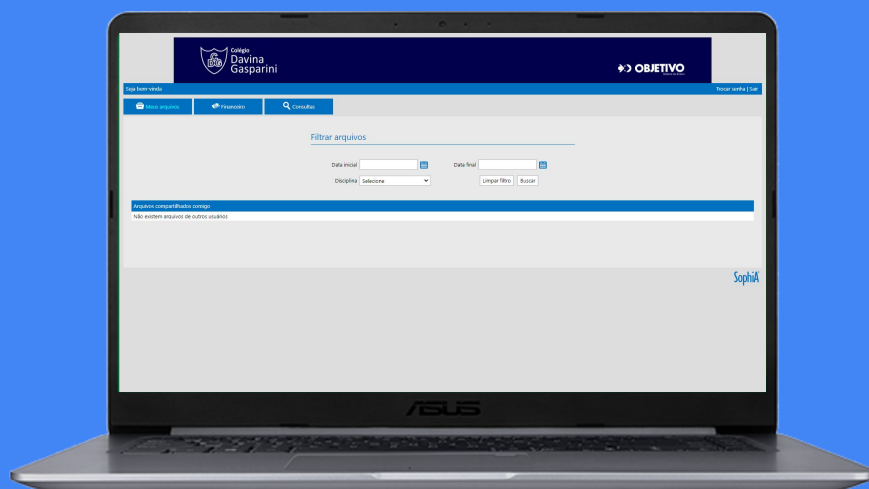 Colégio
Davina
Gasparini
OBJETIVO
Seja bem-vinda
Trocar senha | Sair
Meus arquivos
Financeiro
Consultas
Filtrar arquivos
Data inicial
Data final
Disciplina
Selecione
Limpar filtro
Buscar
Arquivos compartilhados comigo
Não existem arquivos de outros usuários
SophiA
ASUS